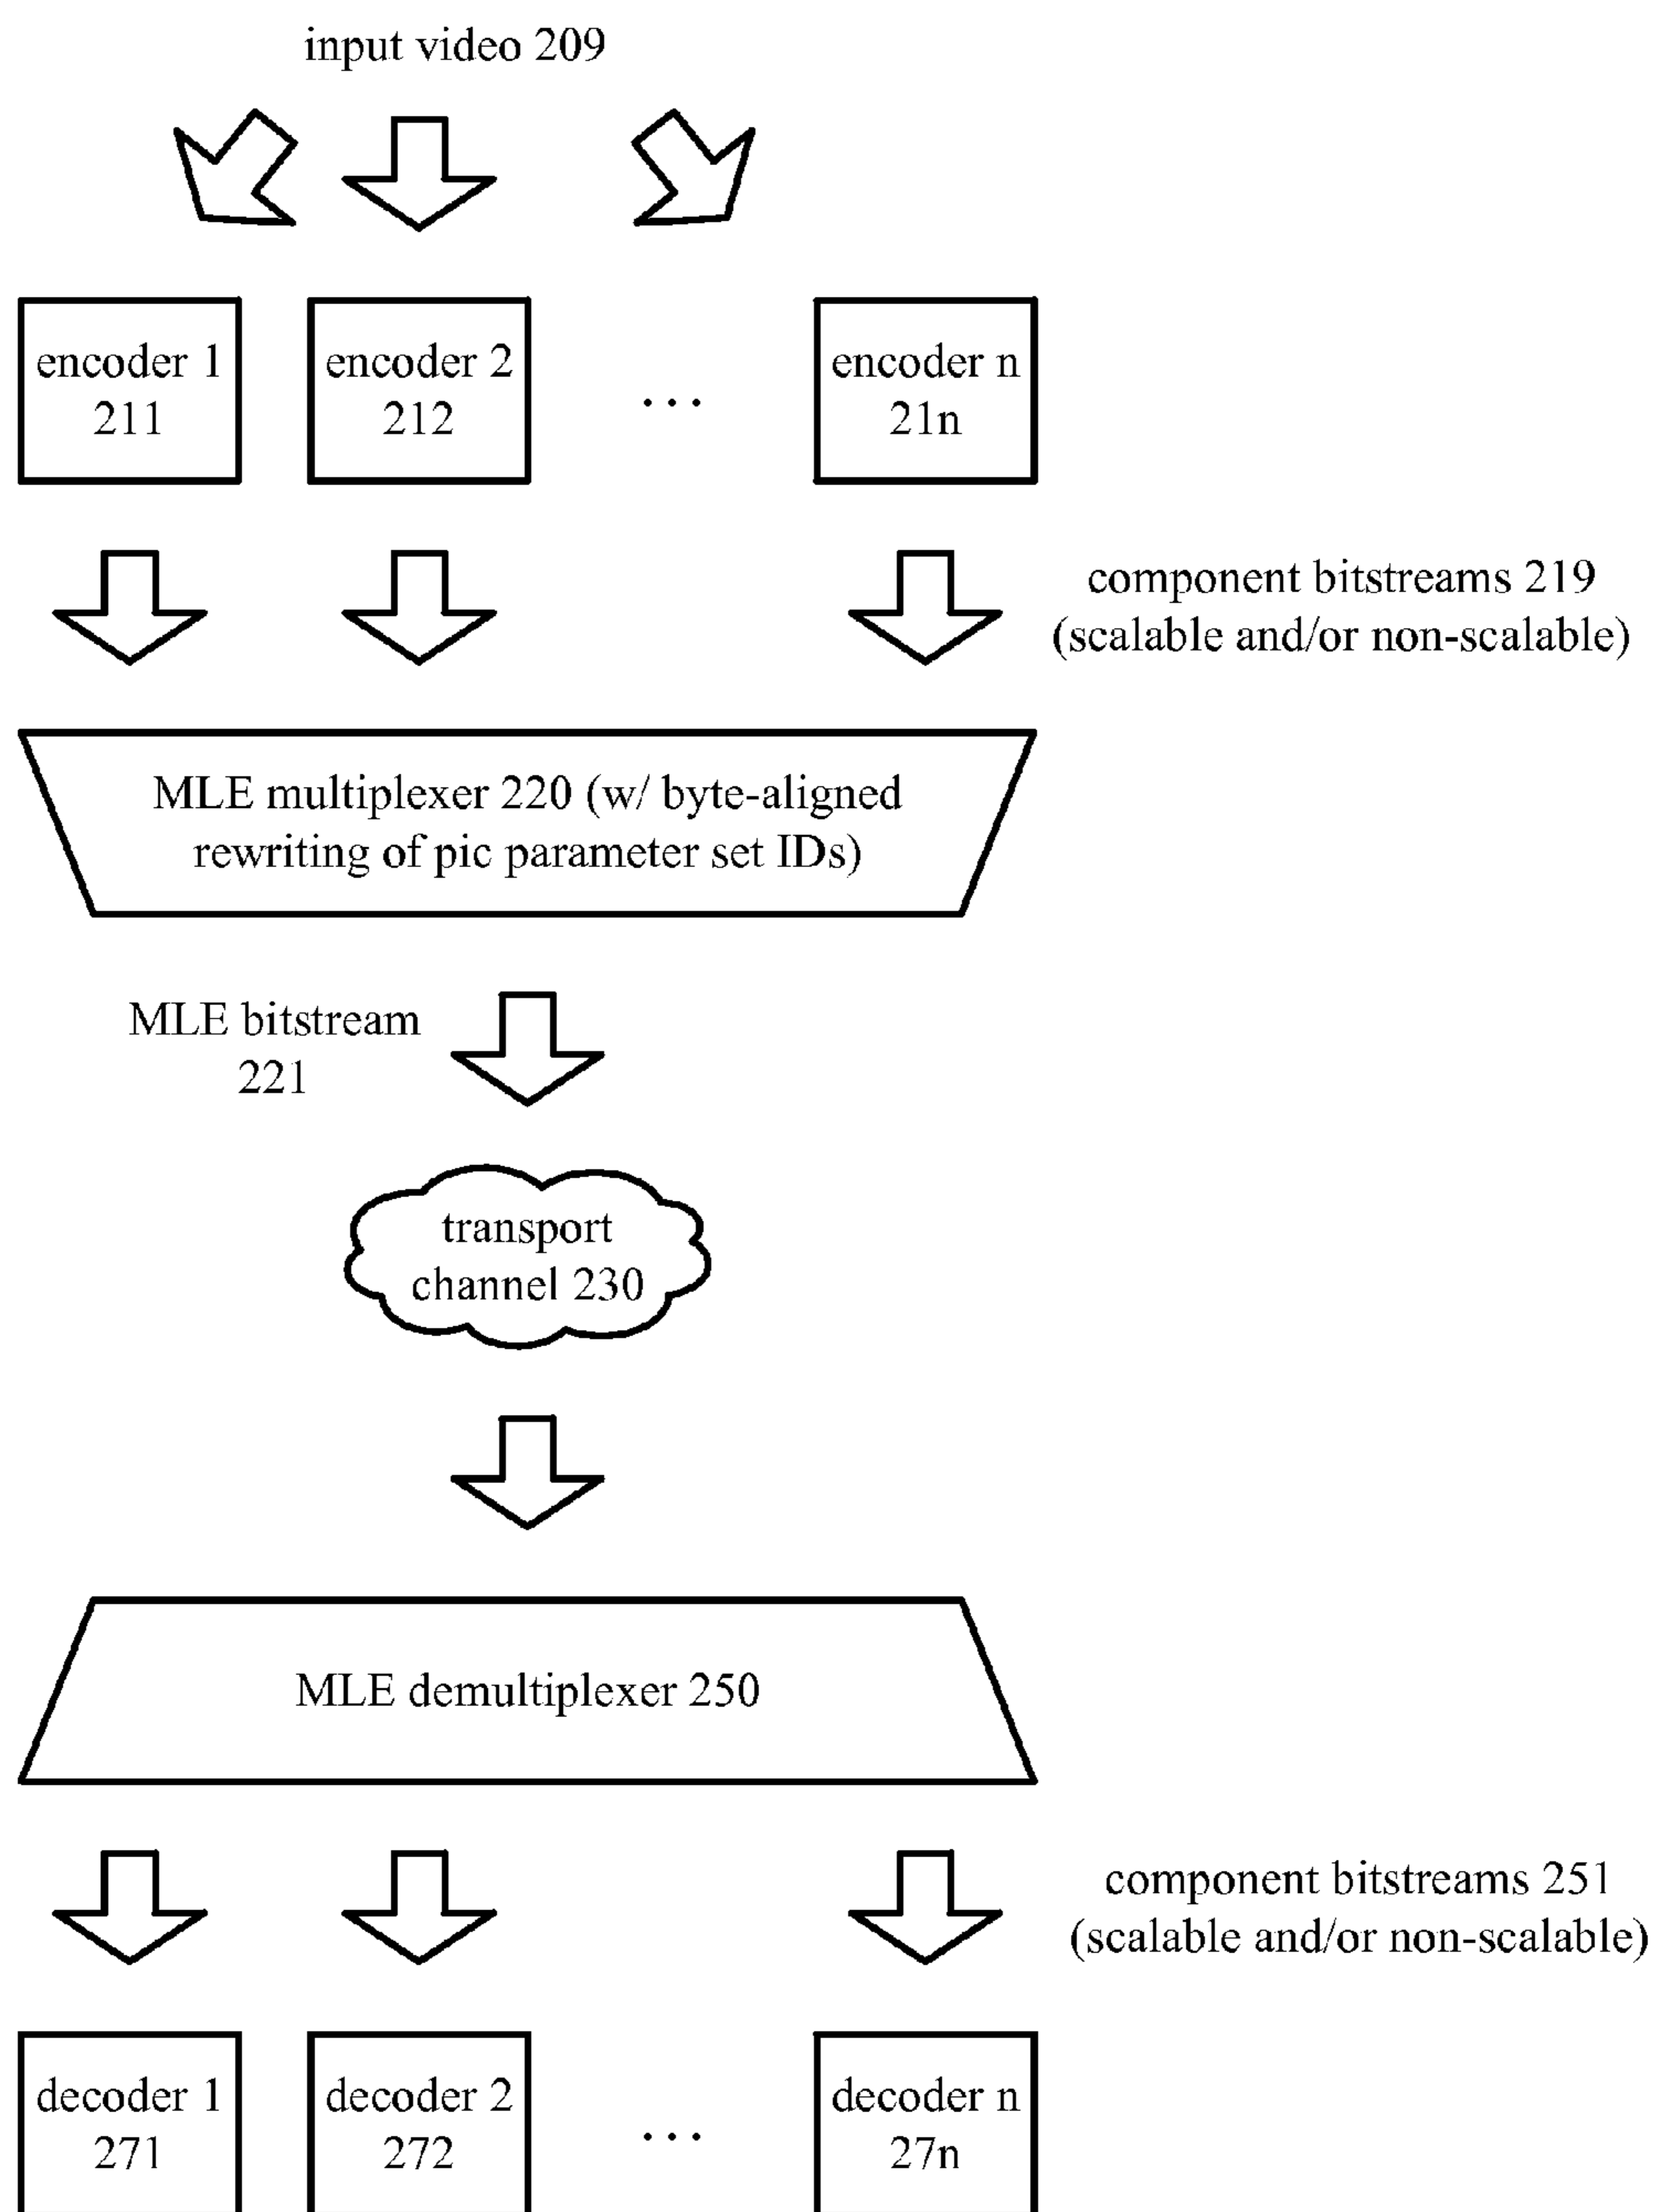 input video 209
encoder 1
211
encoder 2
212
...
encoder n
21n
component bitstreams 219
(scalable and/or non-scalable)
MLE multiplexer 220 (w/ byte-aligned
rewriting of pic parameter set IDs)
MLE bitstream
221
transport
channel 230
MLE demultiplexer 250
component bitstreams 251
(scalable and/or non-scalable)
decoder 1
271
decoder 2
272
...
decoder n
27n